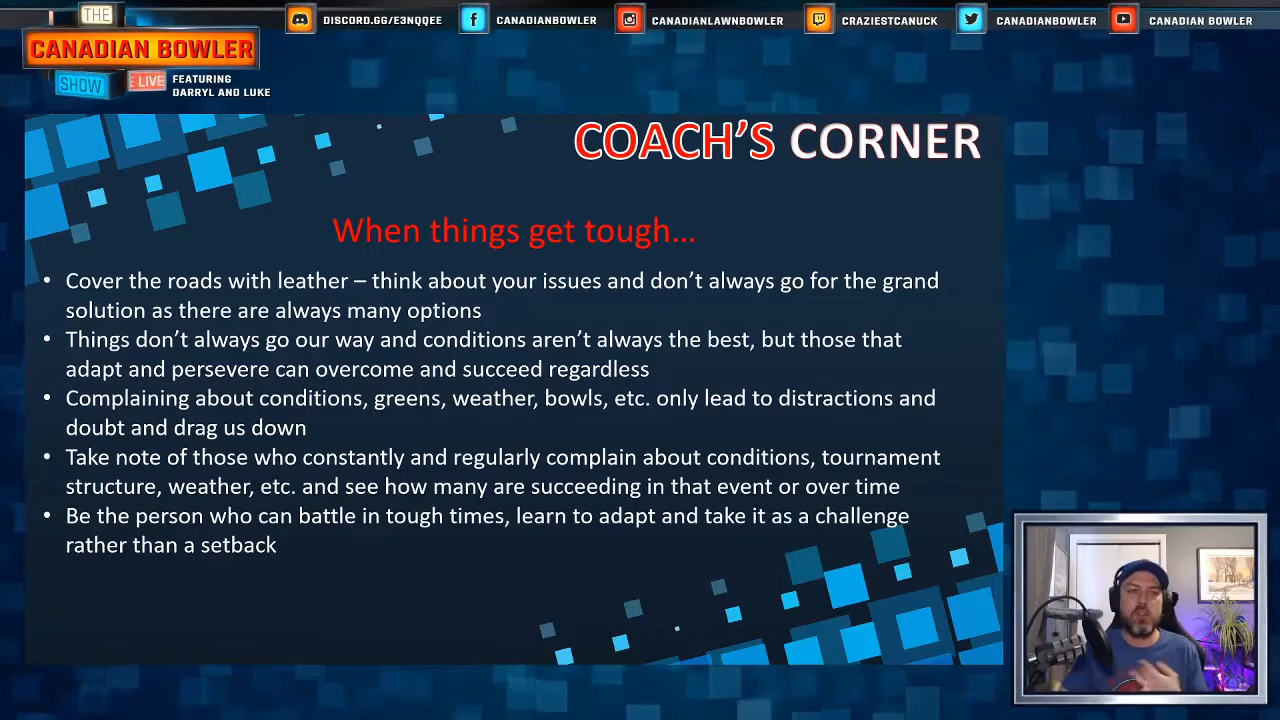 THE
CANADIAN BOWLER
SHOW
E LIVE
FEATURING
DARRYL AND LUKE
DISCORD.GG/E3NQQEE
CANADIANBOWLER
CANADIANLAWNBOWLER
CRAZIESTCANUCK
CANADIANBOWLER
CANADIAN BOWLER
COACH'S CORNER
When things get tough…
• Cover the roads with leather – think about your issues and don't always go for the grand
solution as there are always many options
• Things don't always go our way and conditions aren't always the best, but those that
adapt and persevere can overcome and succeed regardless
• Complaining about conditions, greens, weather, bowls, etc. only lead to distractions and
doubt and drag us down
• Take note of those who constantly and regularly complain about conditions, tournament
structure, weather, etc. and see how many are succeeding in that event or over time
• Be the person who can battle in tough times, learn to adapt and take it as a challenge
rather than a setback